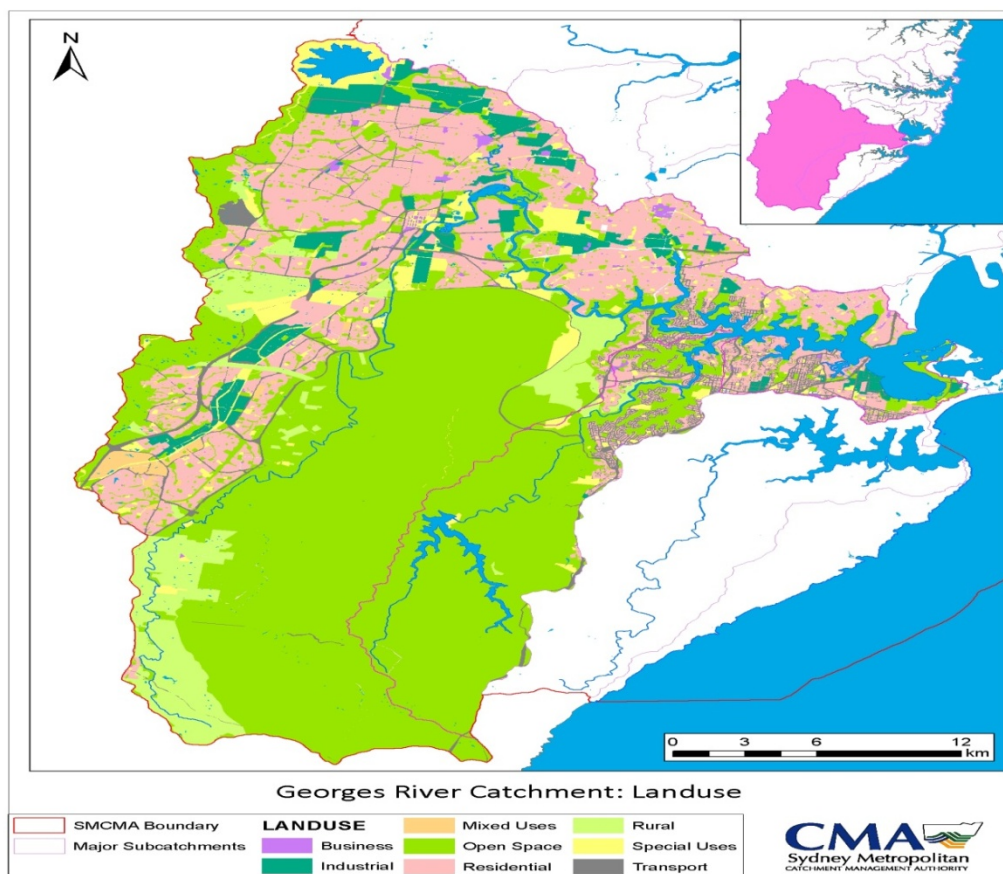 N
0 3 6 12
km
Georges River Catchment: Landuse
SMCMA Boundary
Major Subcatchments
LANDUSE
Business
Industrial
Mixed Uses
Open Space
Residential
Rural
Special Uses
Transport
CMA
Sydney Metropolitan
CATCHMENT MANAGEMENT AUTHORITY